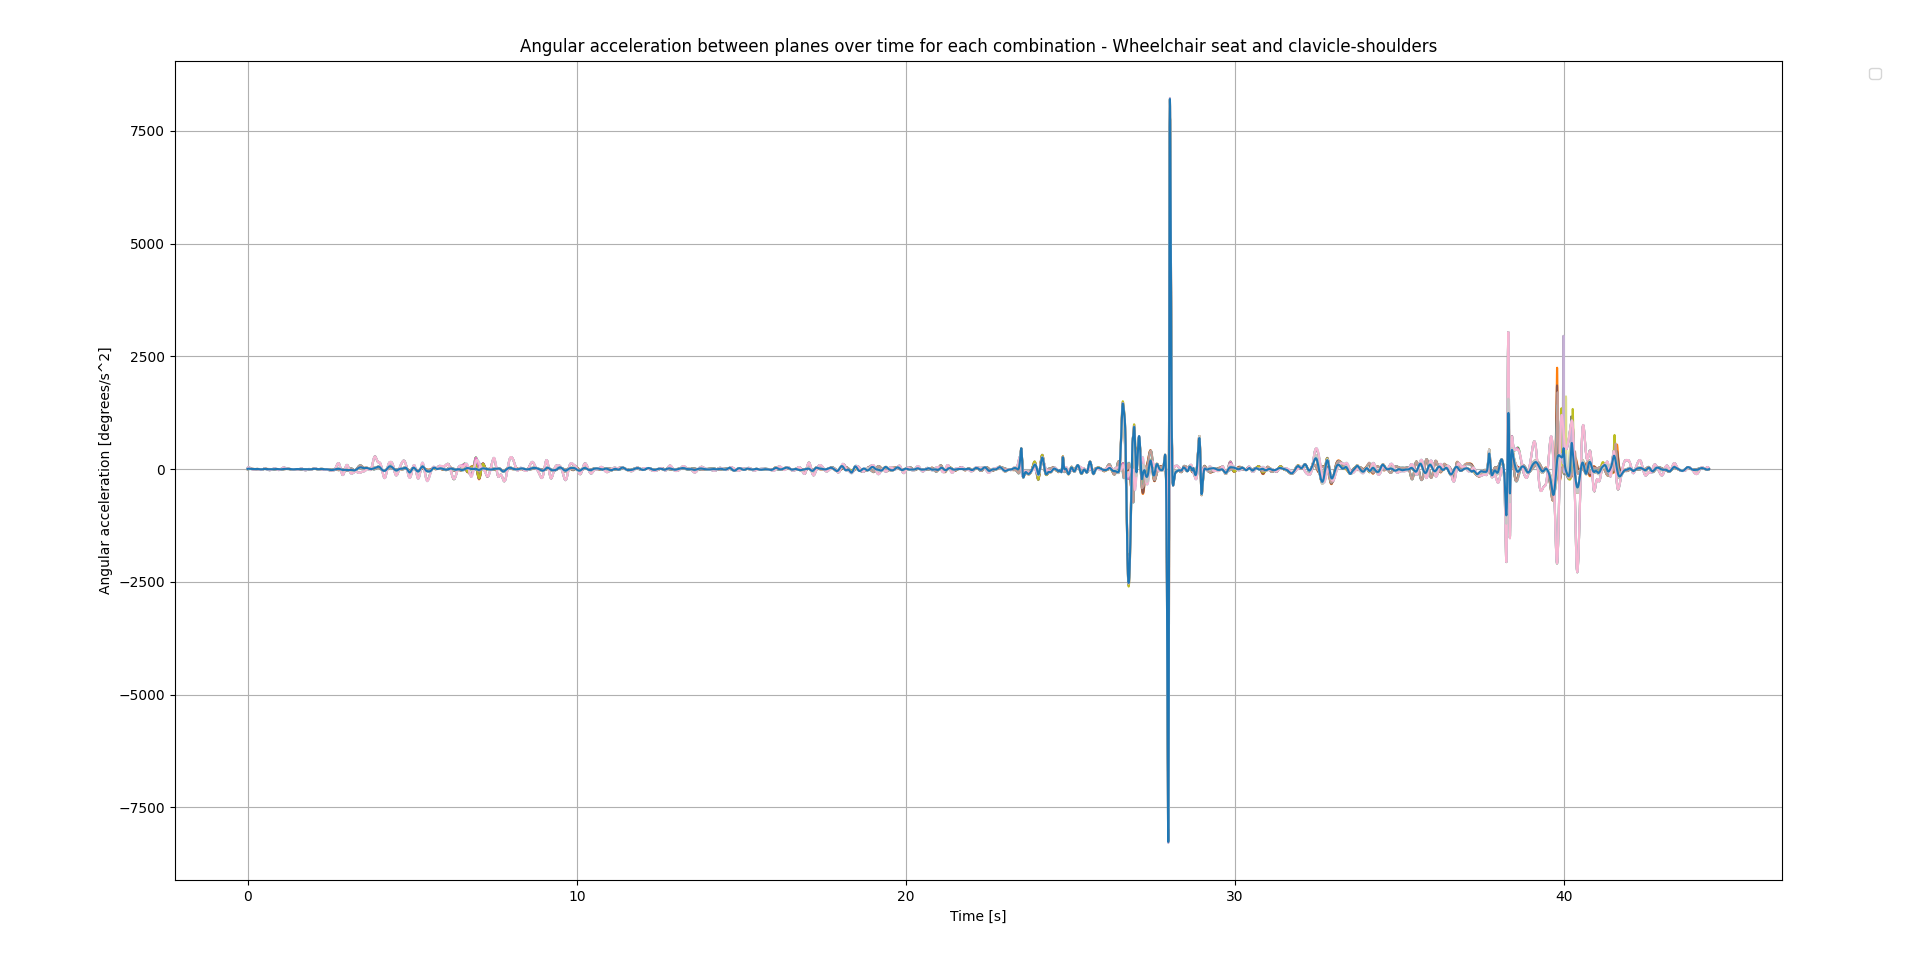 Angular acceleration between planes over time for each combination - Wheelchair seat and clavicle-shoulders
7500
5000
2500
0
−2500
−5000
−7500
Angular acceleration [degrees/s^2]
0 10 20 30 40
Time [s]